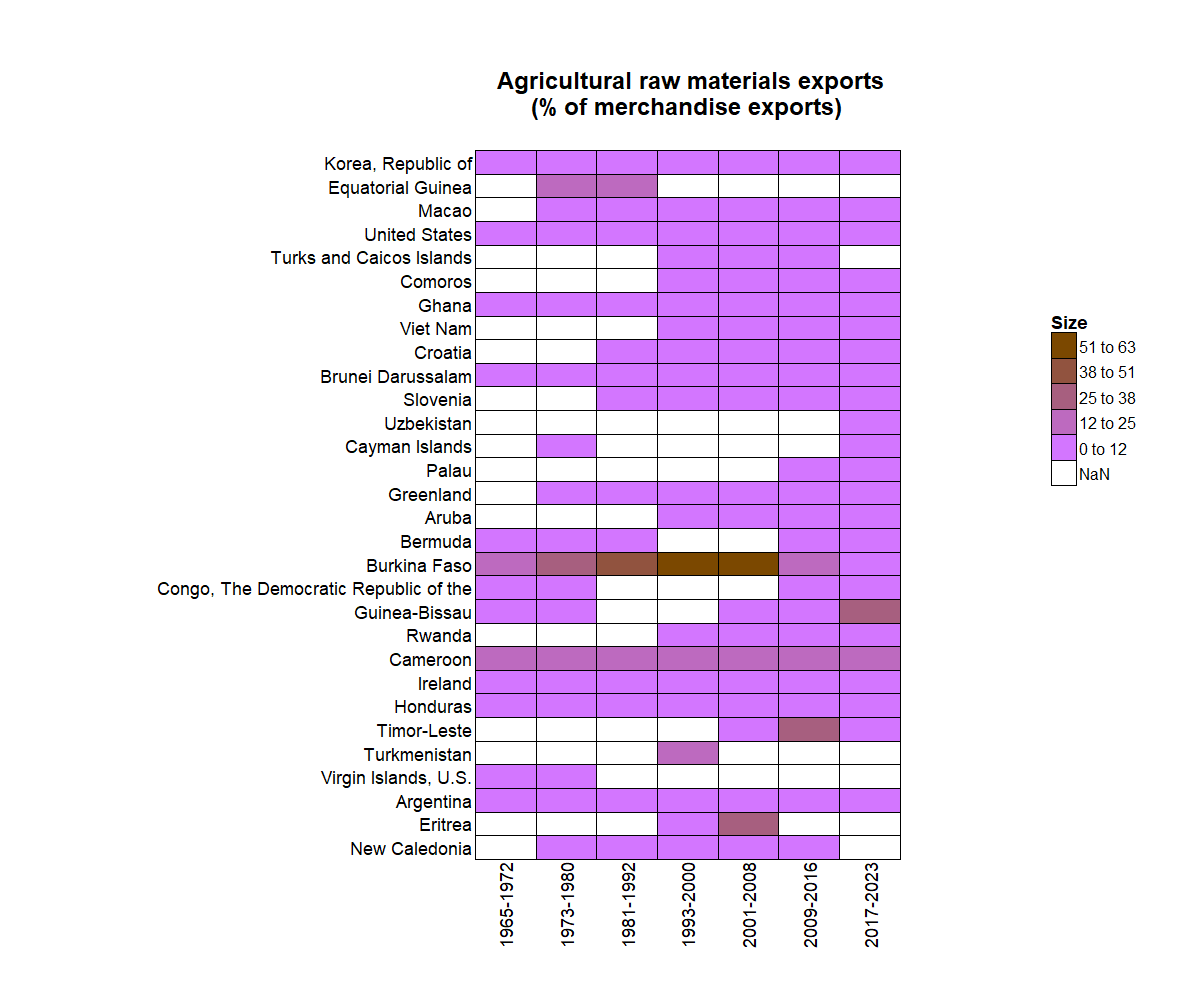 Agricultural raw materials exports
(% of merchandise exports)
Korea, Republic of
Equatorial Guinea
Macao
United States
Turks and Caicos Islands
Comoros
Ghana
Viet Nam
Croatia
Brunei Darussalam
Slovenia
Uzbekistan
Cayman Islands
Palau
Greenland
Aruba
Bermuda
Burkina Faso
Congo, The Democratic Republic of the
Guinea-Bissau
Rwanda
Cameroon
Ireland
Honduras
Timor-Leste
Turkmenistan
Virgin Islands, U.S.
Argentina
Eritrea
New Caledonia
1965-1972
1973-1980
1981-1992
1993-2000
2001-2008
2009-2016
2017-2023
Size
51 to 63
38 to 51
25 to 38
12 to 25
0 to 12
NaN